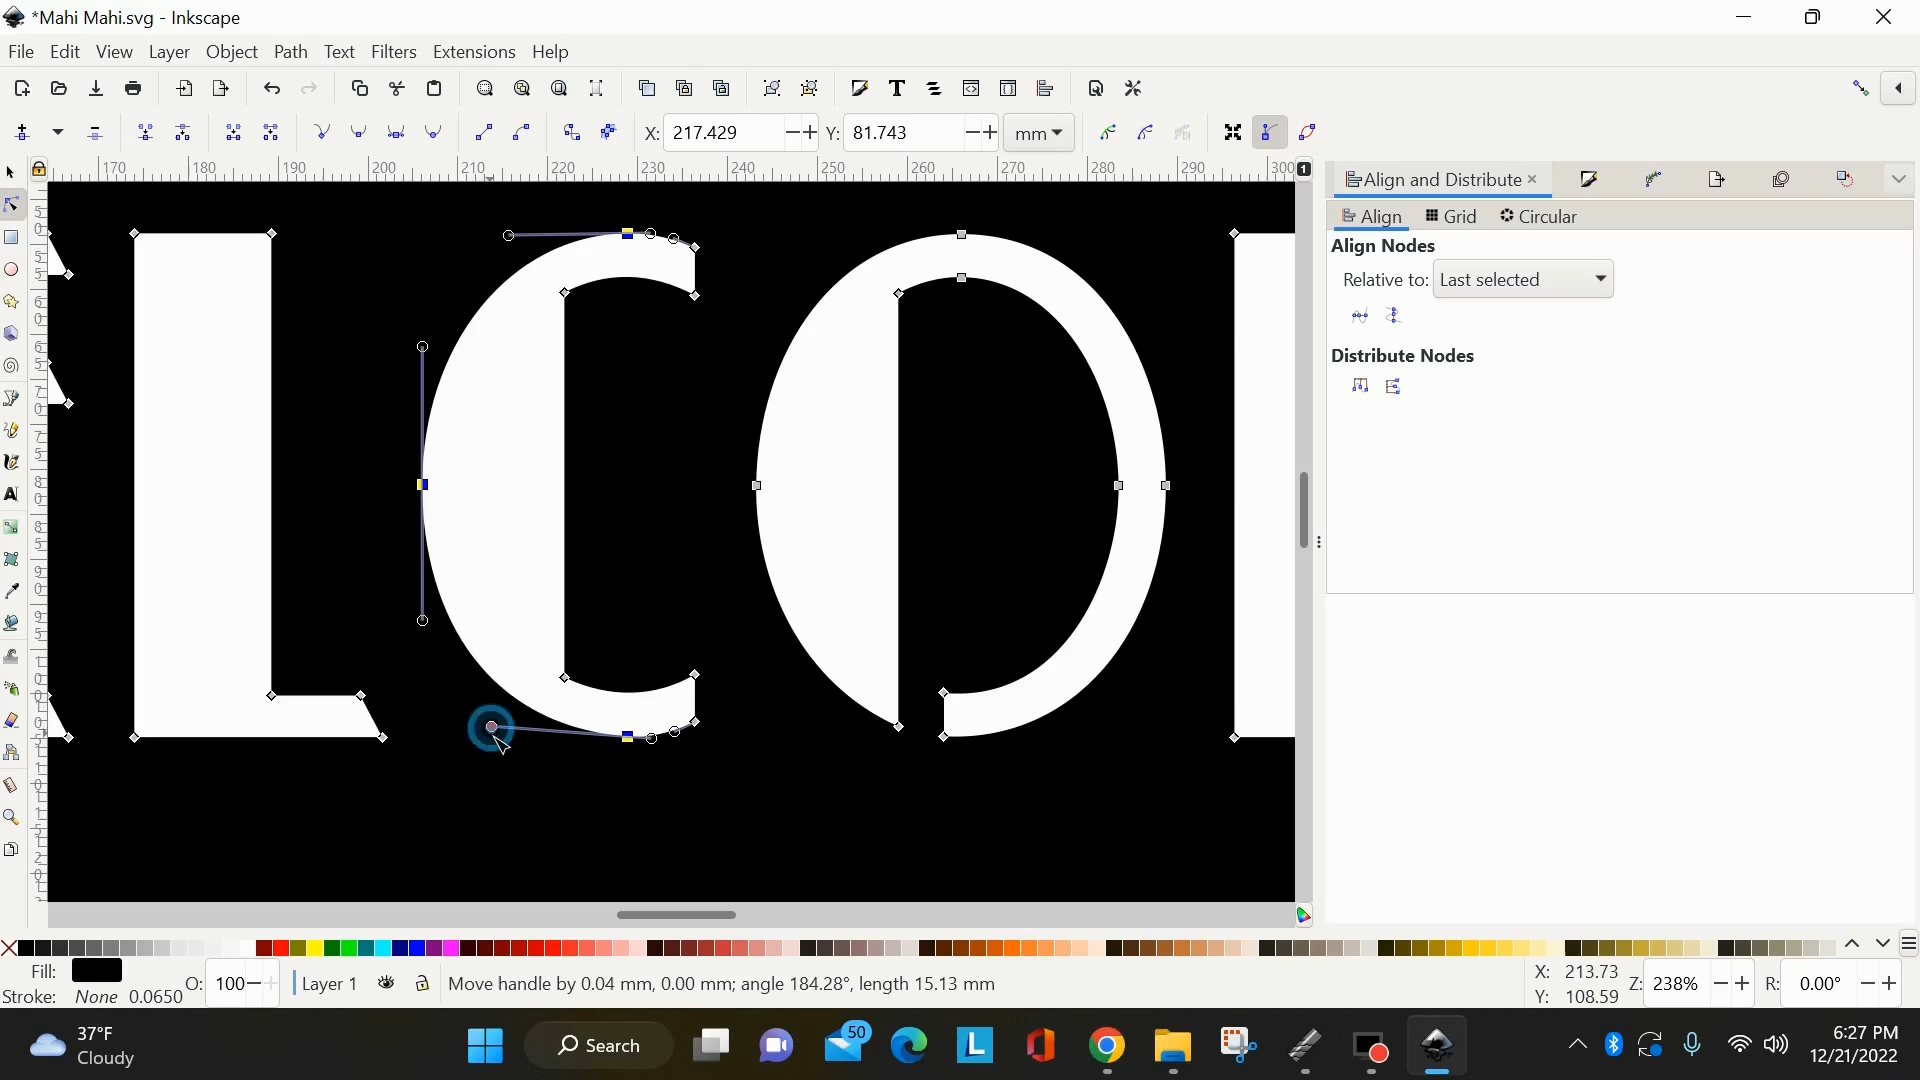 *Mahi Mahi.svg - Inkscape
File Edit View Layer Object Path Text Filters Extensions Help
X: 217.429 Y: 81.743 mm
170 180 190 200 210 220 230 240 250 260 270 280 290 300 1
Align and Distribute
Align Grid Circular
Align Nodes
Relative to: Last selected
Distribute Nodes
LCO
Fill: O: 100 Layer 1 Move handle by 0.04 mm, 0.00 mm; angle 184.28°, length 15.13 mm X: 213.73 Z: 238% R: 0.00°
Stroke: None 0.0650 Y: 108.59
37°F
Cloudy
Search
50
6:27 PM
12/21/2022